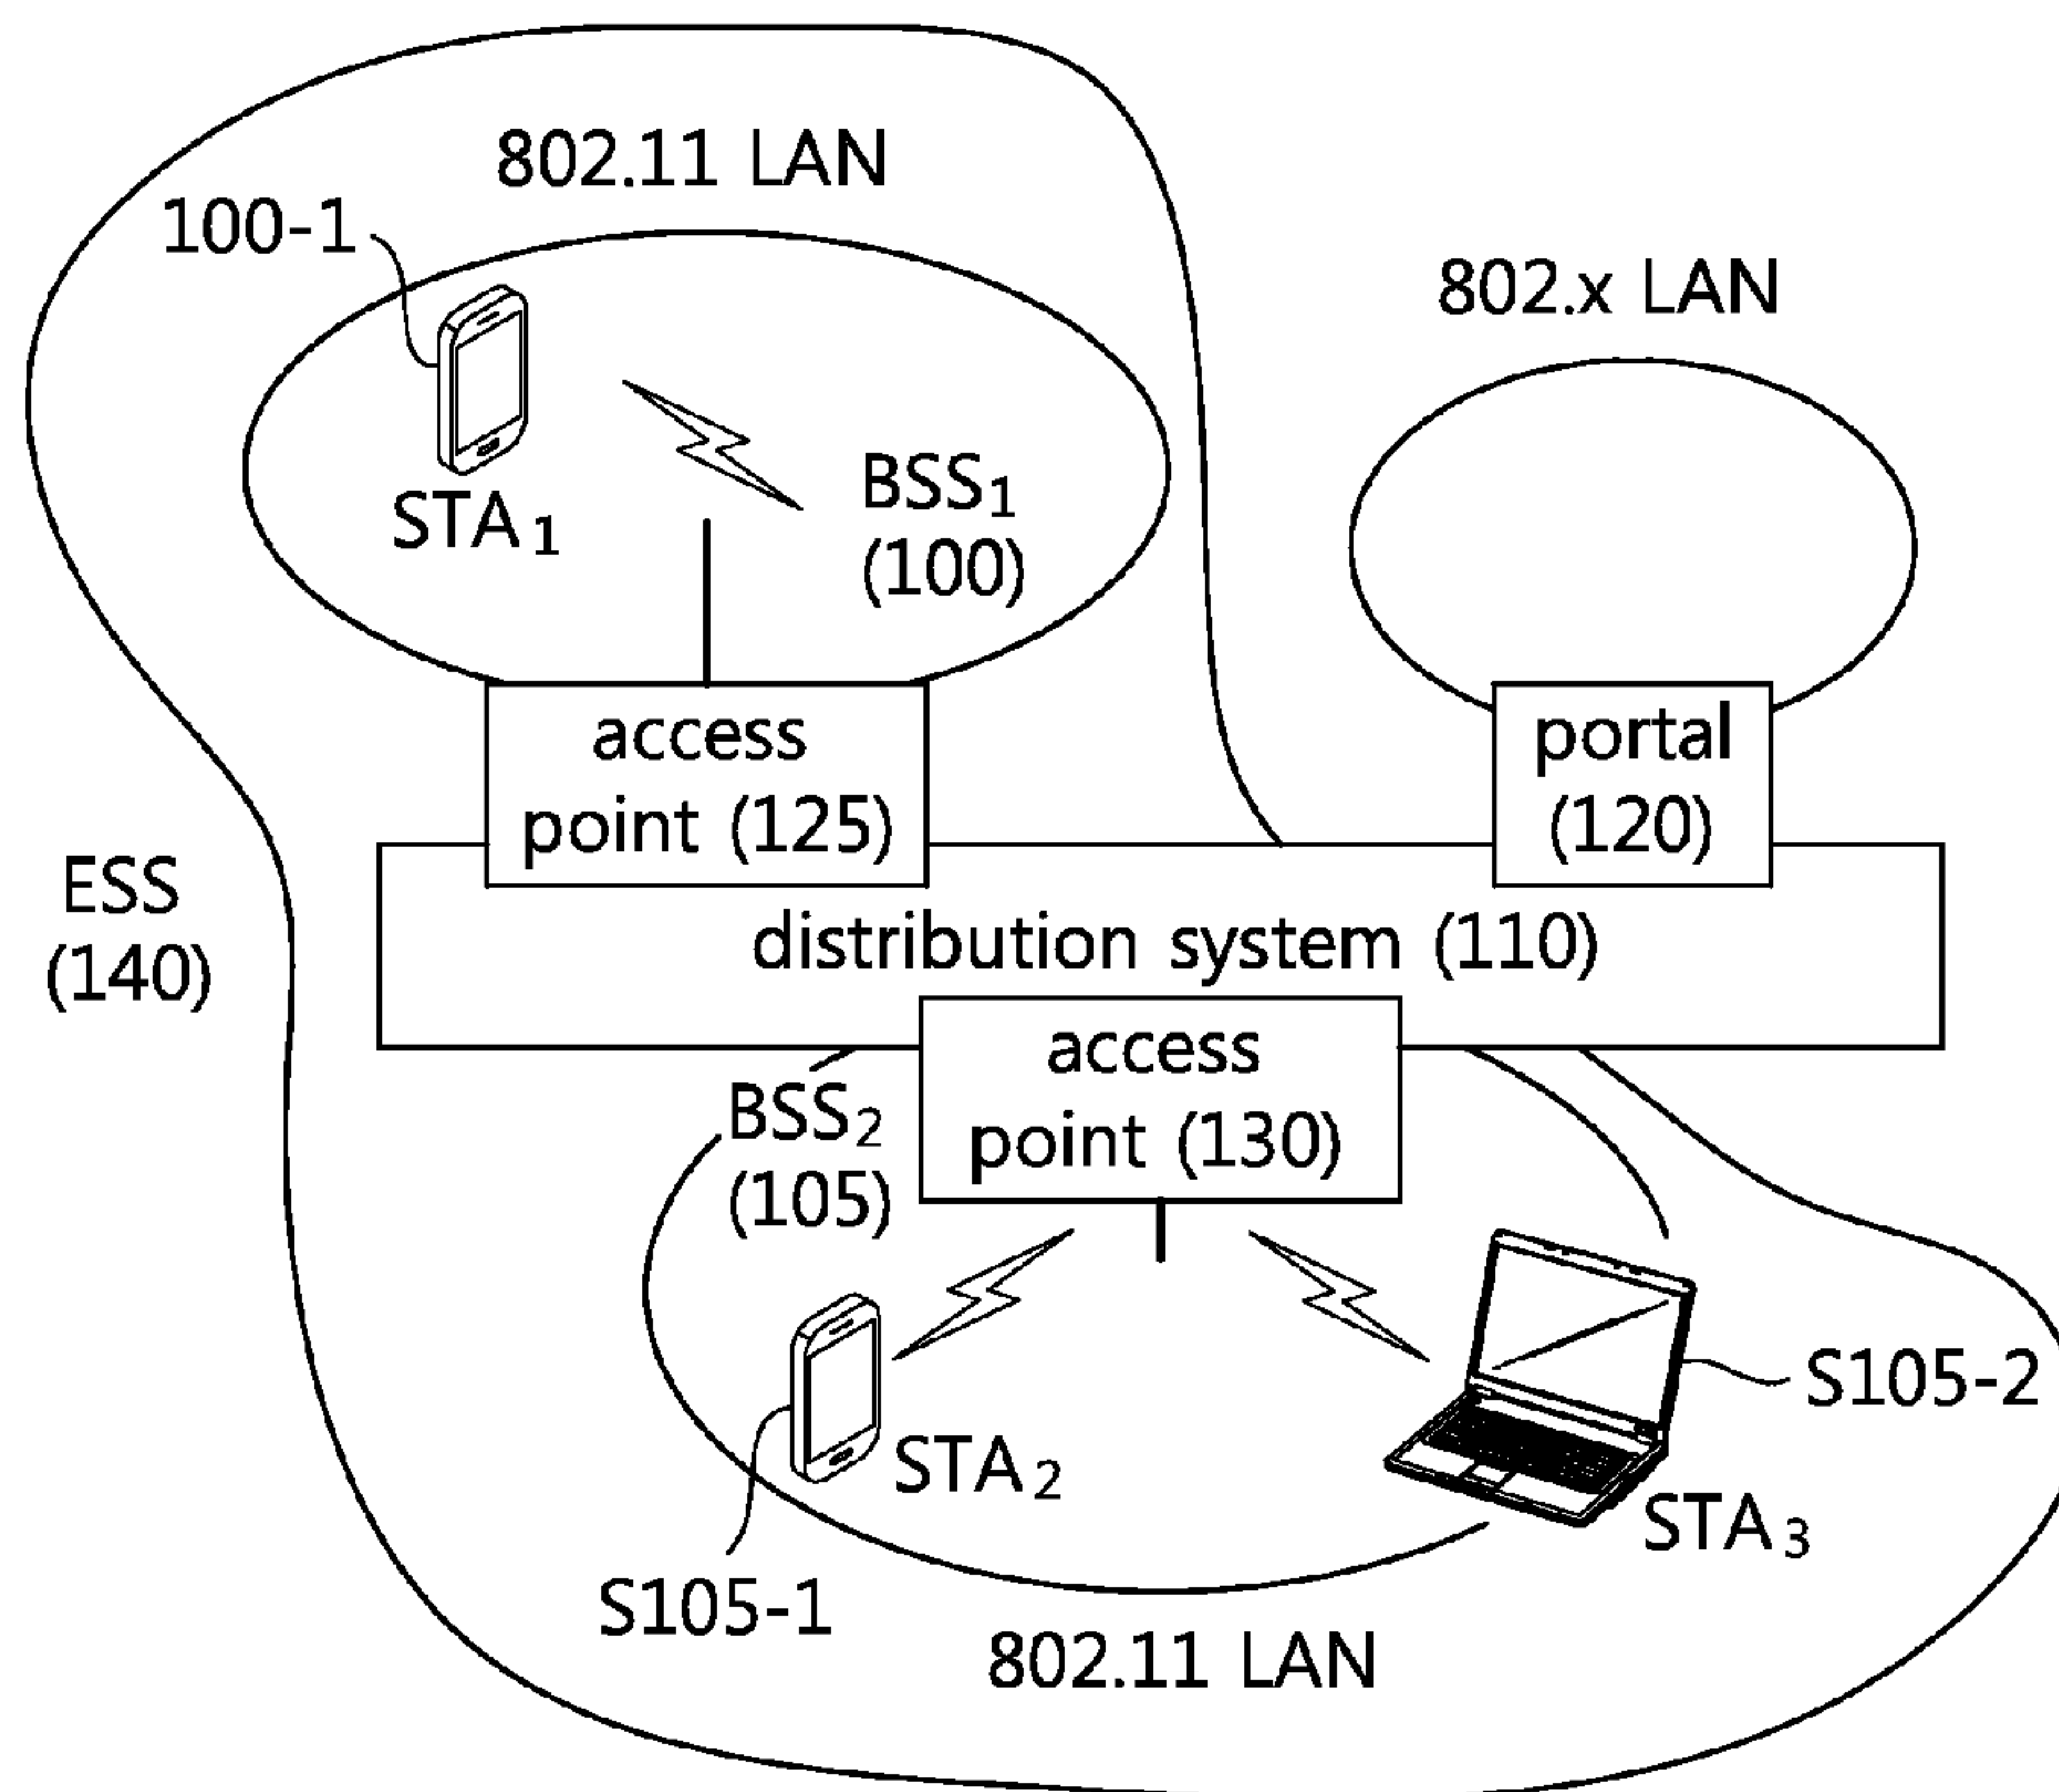 802.11 LAN
100-1
802.x LAN
STA1
BSS1
(100)
access
point (125)
portal
(120)
ESS
(140)
distribution system (110)
access
point (130)
BSS2
(105)
S105-2
STA2
STA3
S105-1
802.11 LAN